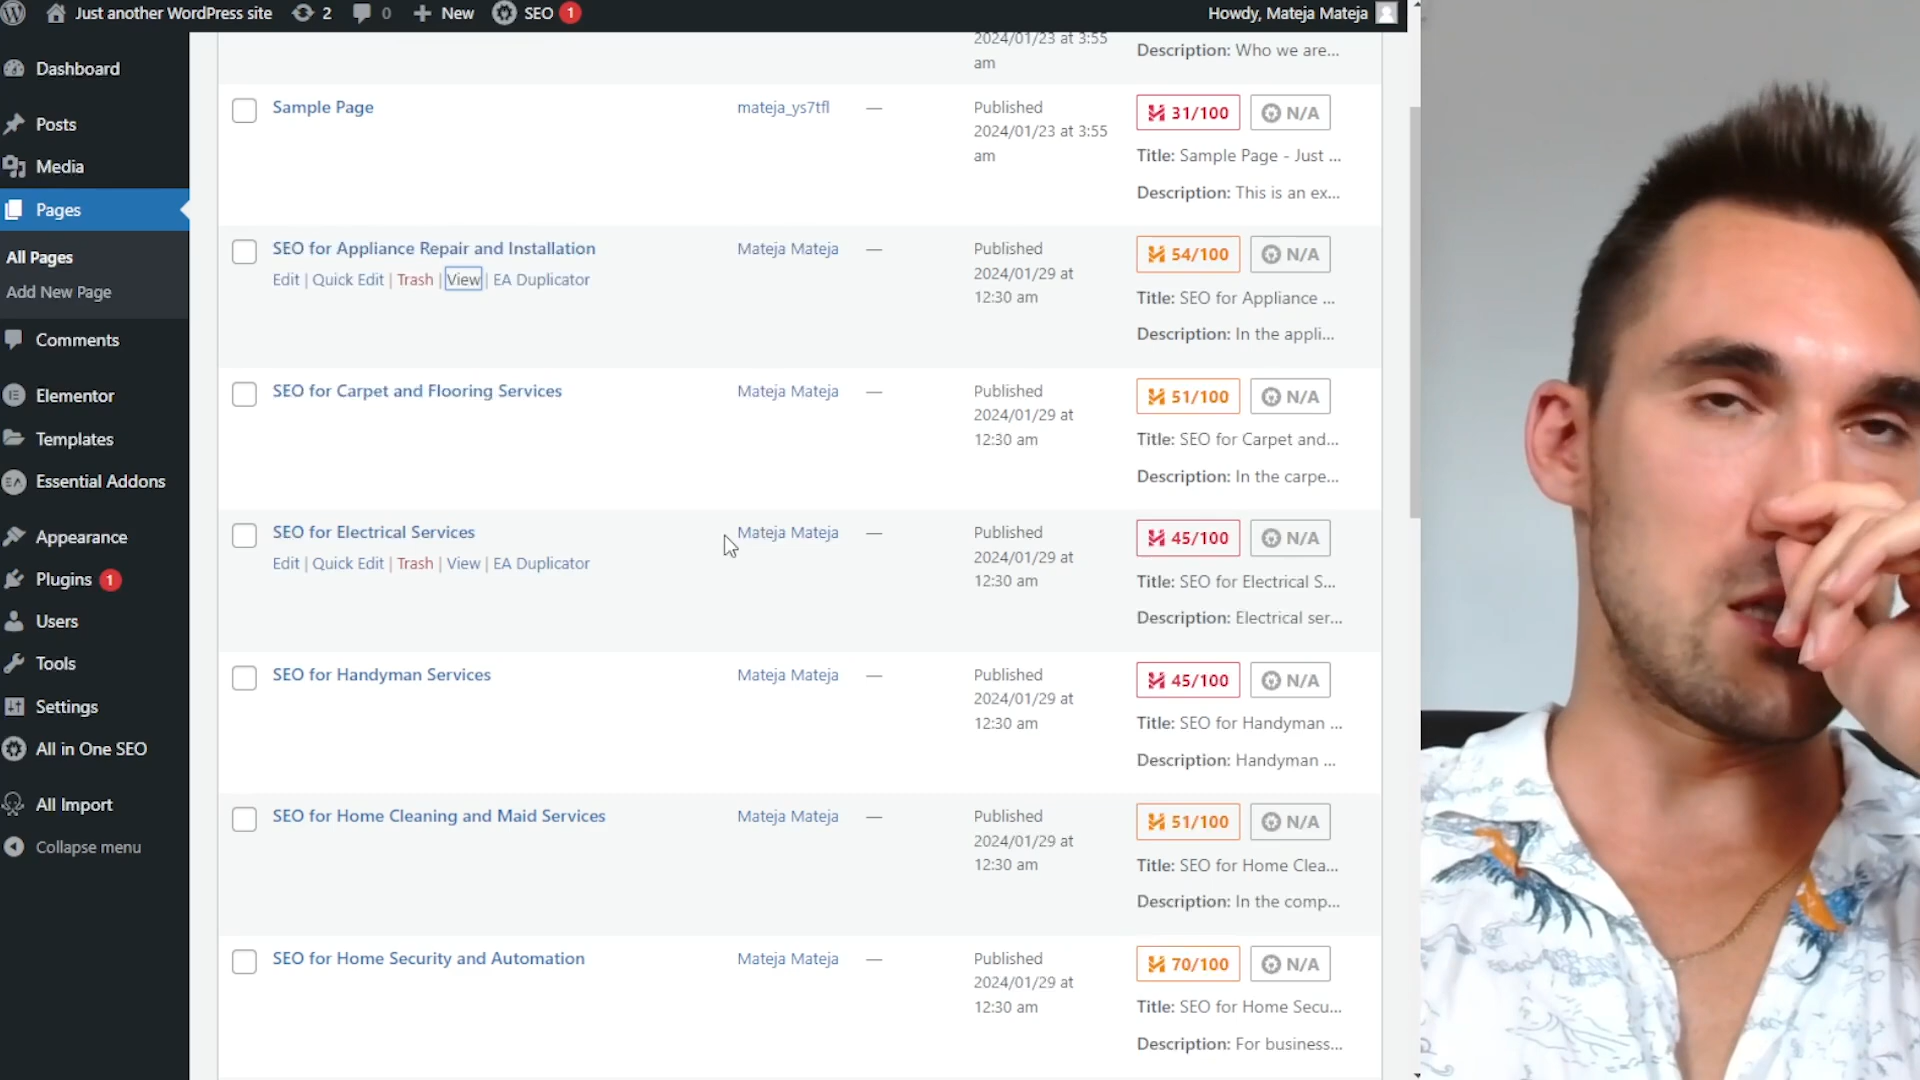 Just another WordPress site 2 0 New SEO 1 Howdy, Mateja Mateja
Dashboard
Posts
Media
Pages
All Pages
Add New Page
Comments
Elementor
Templates
Essential Addons
Appearance
Plugins 1
Users
Tools
Settings
All in One SEO
All Import
Collapse menu
2024/01/23 at 3:55
am
Description: Who we are...
Sample Page
mateja_ys7tfl
—
Published
2024/01/23 at 3:55
am
31/100 N/A
Title: Sample Page - Just ...
Description: This is an ex...
SEO for Appliance Repair and Installation
Edit | Quick Edit | Trash | View | EA Duplicator
Mateja Mateja
—
Published
2024/01/29 at
12:30 am
54/100 N/A
Title: SEO for Appliance ...
Description: In the appli...
SEO for Carpet and Flooring Services
Mateja Mateja
—
Published
2024/01/29 at
12:30 am
51/100 N/A
Title: SEO for Carpet and...
Description: In the carpe...
SEO for Electrical Services
Edit | Quick Edit | Trash | View | EA Duplicator
Mateja Mateja
—
Published
2024/01/29 at
12:30 am
45/100 N/A
Title: SEO for Electrical S...
Description: Electrical ser...
SEO for Handyman Services
Mateja Mateja
—
Published
2024/01/29 at
12:30 am
45/100 N/A
Title: SEO for Handyman ...
Description: Handyman ...
SEO for Home Cleaning and Maid Services
Mateja Mateja
—
Published
2024/01/29 at
12:30 am
51/100 N/A
Title: SEO for Home Clea...
Description: In the comp...
SEO for Home Security and Automation
Mateja Mateja
—
Published
2024/01/29 at
12:30 am
70/100 N/A
Title: SEO for Home Secu...
Description: For business...